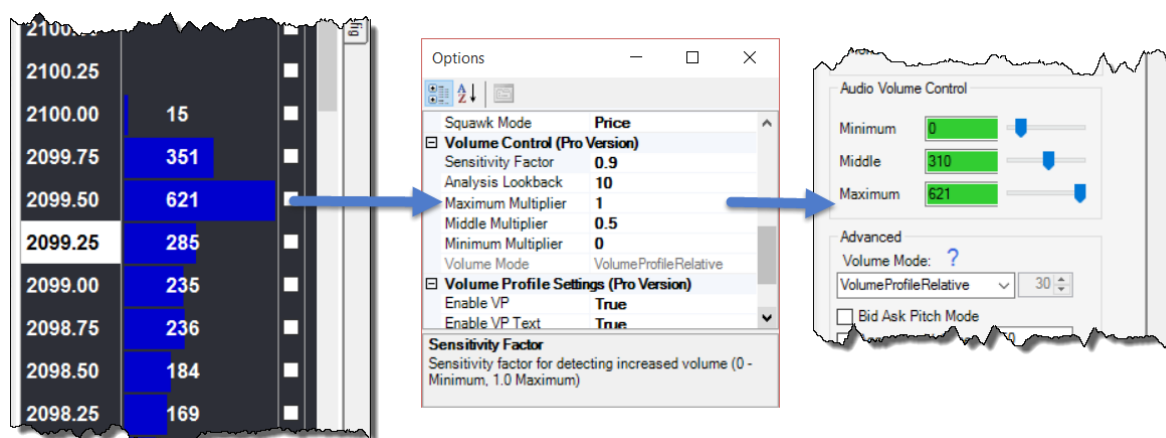 2100.25
2100.00 15
2099.75 351
2099.50 621
2099.25 285
2099.00 235
2098.75 236
2098.50 184
2098.25 169
fig
Options
Squawk Mode Price
Volume Control (Pro Version)
Sensitivity Factor 0.9
Analysis Lookback 10
Maximum Multiplier 1
Middle Multiplier 0.5
Minimum Multiplier 0
Volume Mode VolumeProfileRelative
Volume Profile Settings (Pro Version)
Enable VP True
Enable VP Text True
Sensitivity Factor
Sensitivity factor for detecting increased volume (0 -
Minimum, 1.0 Maximum)
Audio Volume Control
Minimum 0
Middle 310
Maximum 621
Advanced
Volume Mode: ?
VolumeProfileRelative 30
Bid Ask Pitch Mode